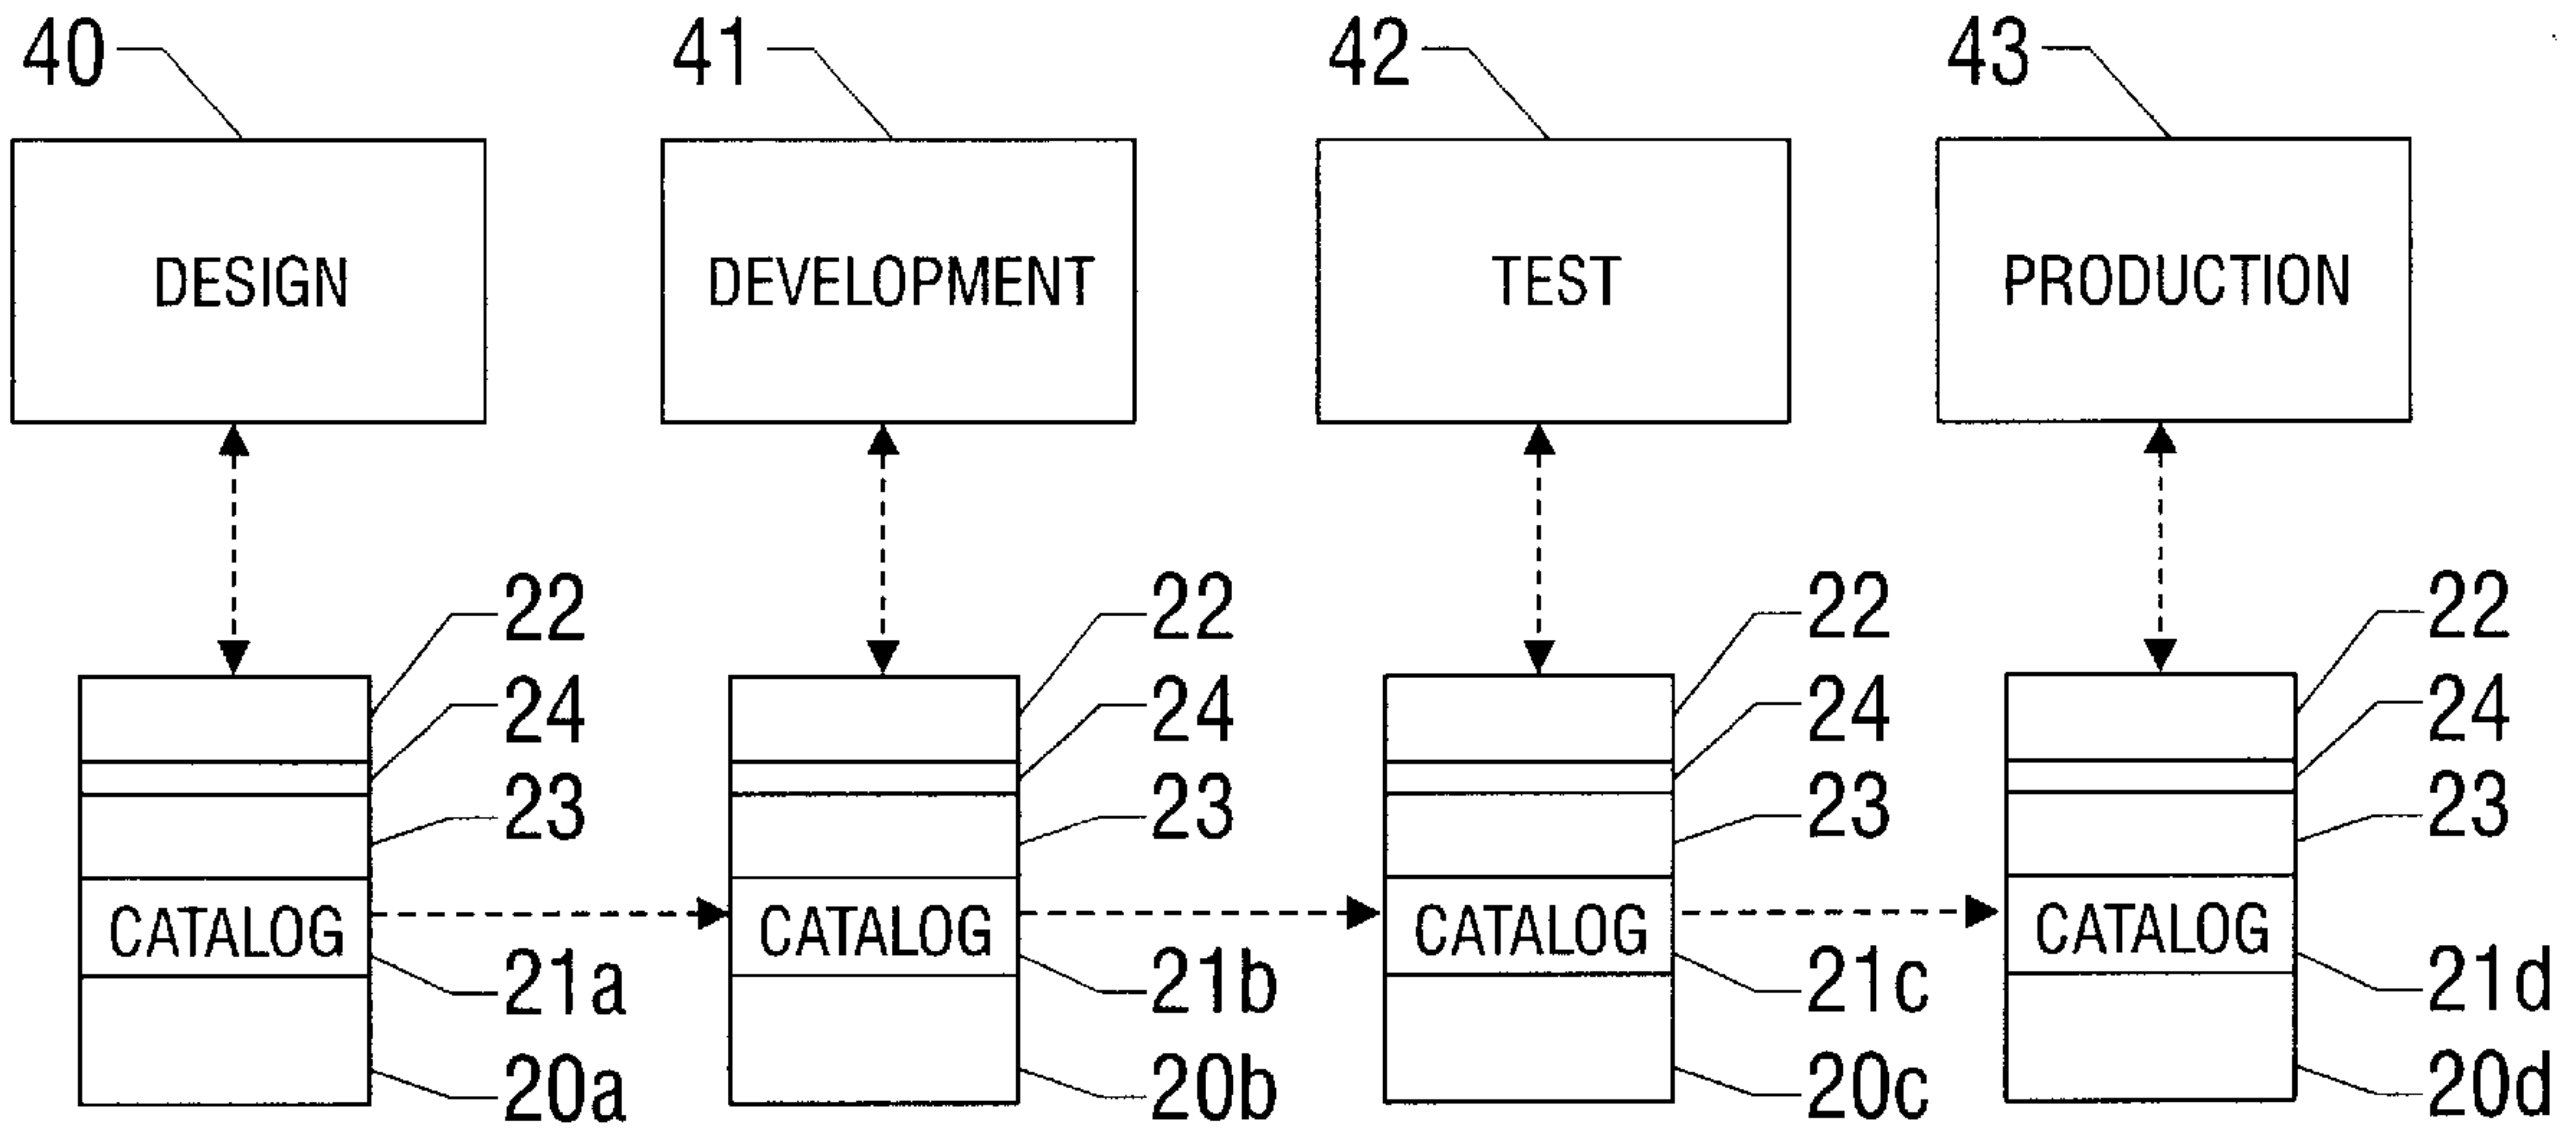 40 41 42 43
DESIGN DEVELOPMENT TEST PRODUCTION
22 22 22 22
24 24 24 24
23 23 23 23
CATALOG CATALOG CATALOG CATALOG
21a 21b 21c 21d
20a 20b 20c 20d